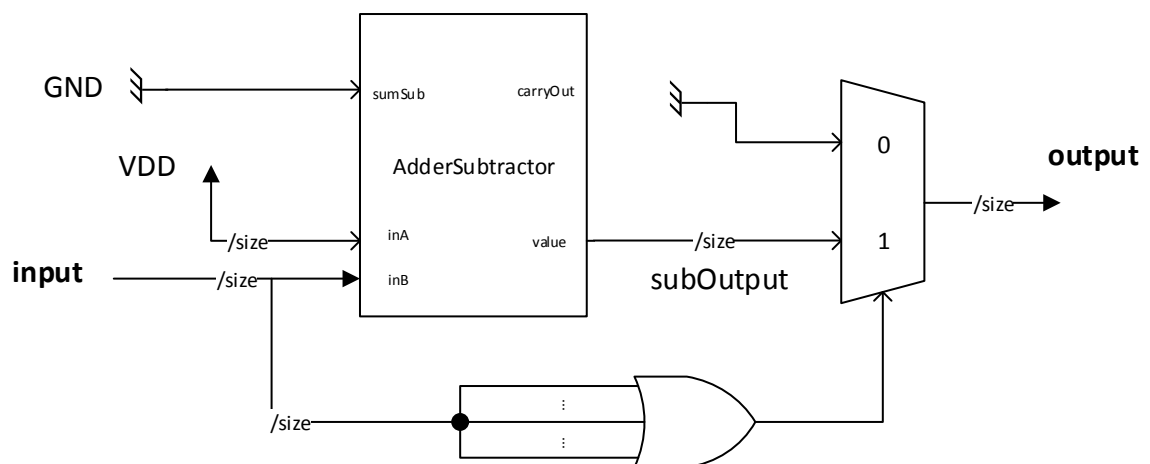 GND
sumSub
carryOut
VDD
AdderSubtractor
0
output
/size
/size
inA
value
/size
1
input
/size
inB
subOutput
/size
...
...